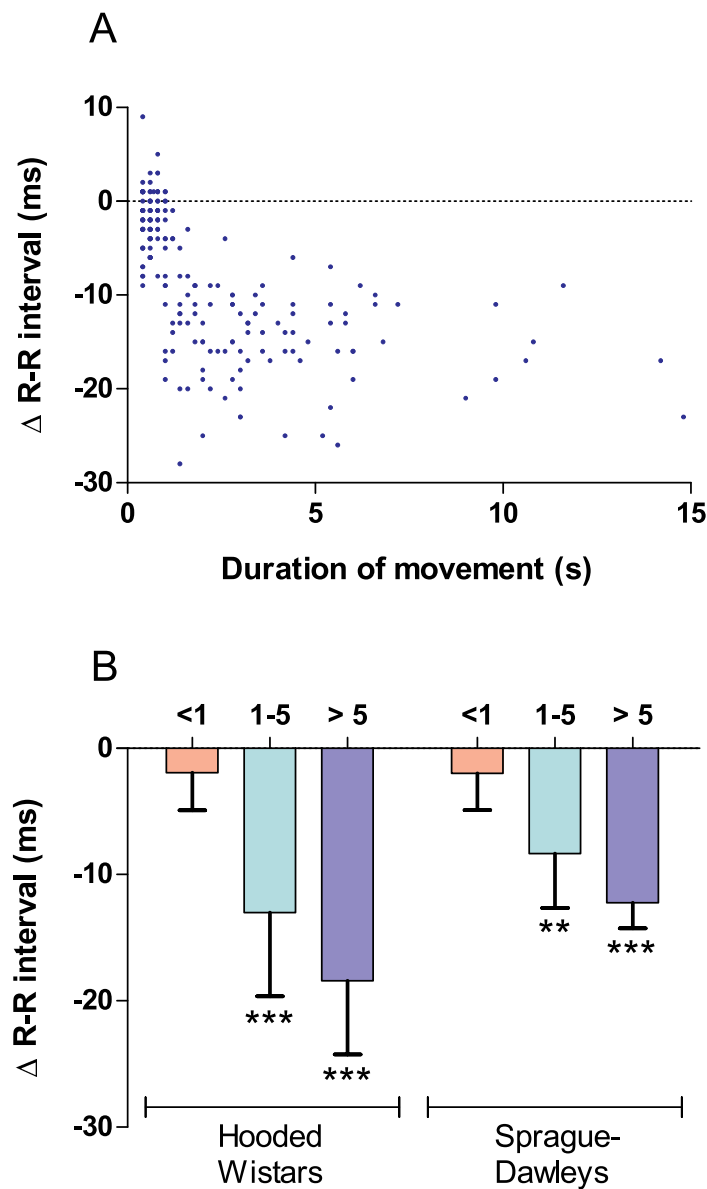 A
10
0
-10
-20
-30
Δ R-R interval (ms)
0 5 10 15
Duration of movement (s)
B
<1 1-5 > 5 <1 1-5 > 5
0
-10
-20
-30
Δ R-R interval (ms)
*** *** ** ***
Hooded
Wistars
Sprague-
Dawleys